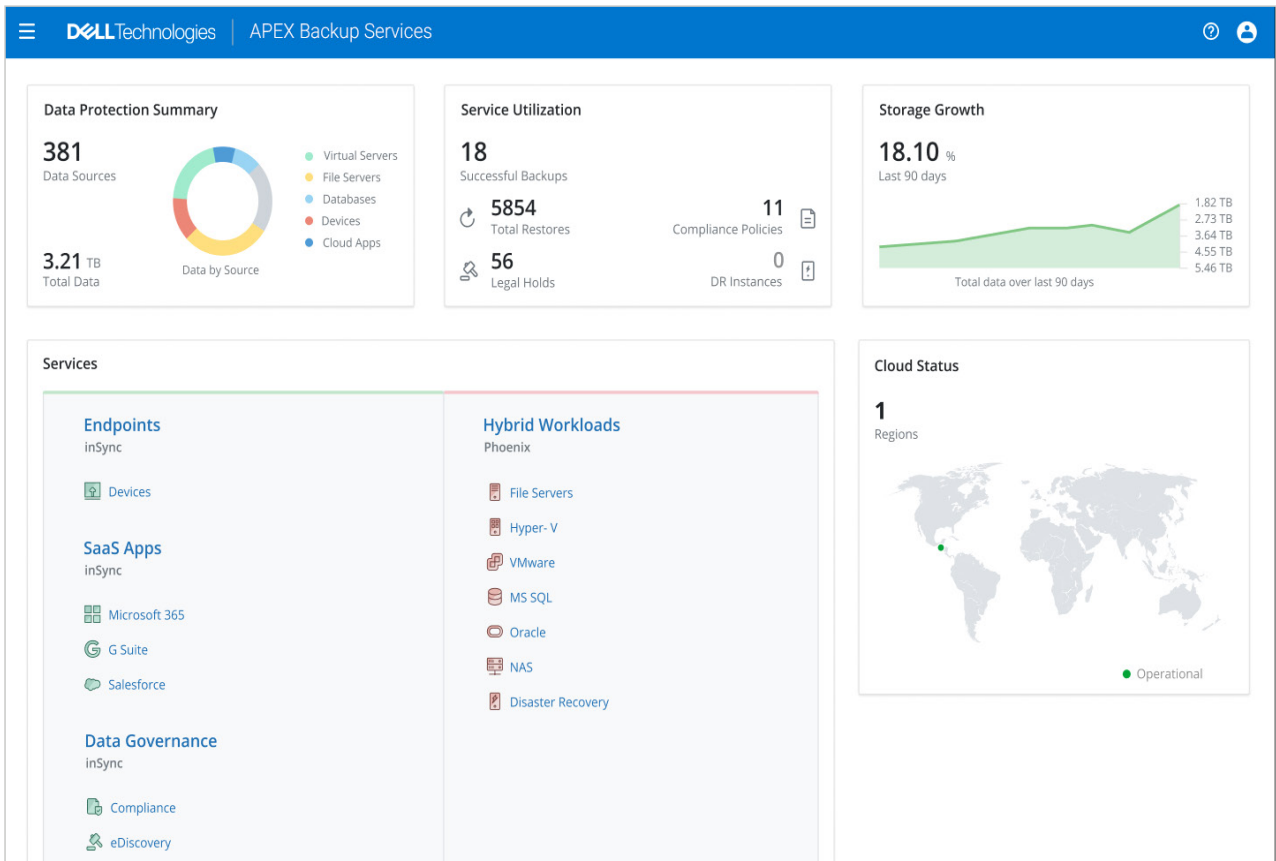 DELLTechnologies | APEX Backup Services
Data Protection Summary
381
Data Sources
3.21 TB
Total Data
Data by Source
Virtual Servers
File Servers
Databases
Devices
Cloud Apps
Service Utilization
18
Successful Backups
5854
Total Restores
11
Compliance Policies
56
Legal Holds
0
DR Instances
Storage Growth
18.10 %
Last 90 days
1.82 TB
2.73 TB
3.64 TB
4.55 TB
5.46 TB
Total data over last 90 days
Services
Endpoints
inSync
Devices
SaaS Apps
inSync
Microsoft 365
G Suite
Salesforce
Data Governance
inSync
Compliance
eDiscovery
Hybrid Workloads
Phoenix
File Servers
Hyper- V
VMware
MS SQL
Oracle
NAS
Disaster Recovery
Cloud Status
1
Regions
Operational